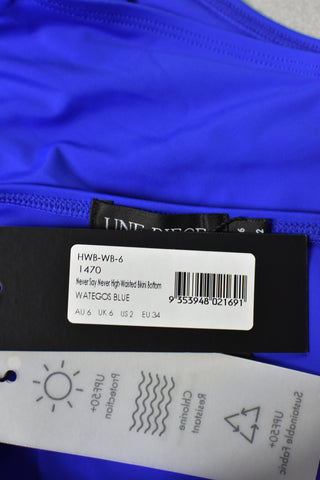 UNE PIECE
HWB-WB-6
1470
Never Say Never High-Waisted Bikini Bottom
WATEGOS BLUE
AU 6 UK 6 US 2 EU 34
9 353948 021691
UPF50+
Protection
Chlorine
Resistant
UPF50+
Sustainable Fabric